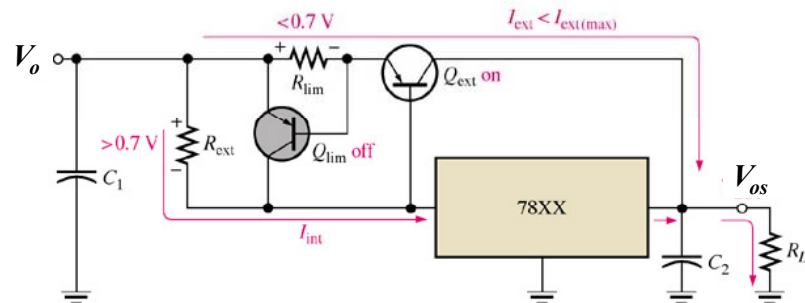 <0.7 V
I_ext < I_ext(max)
V_o
+ −
R_lim
Q_ext on
+
>0.7 V
R_ext
−
Q_lim off
C_1
78XX
V_os
I_int
C_2
R_L